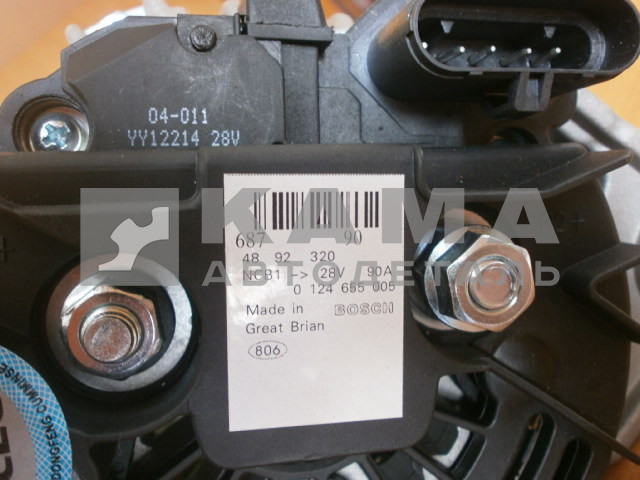 04-011
YY12214 28V
687 90
48 92 320
NCB1 -> 28V 90A
0 124 655 005
Made in BOSCH
Great Brian
806
КАМА
АВТОДЕТАЛЬ